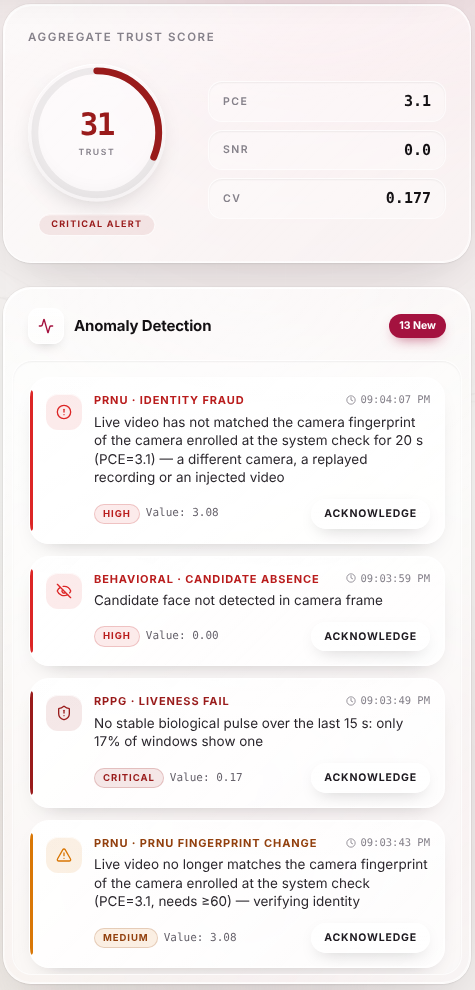 AGGREGATE TRUST SCORE
31
TRUST
CRITICAL ALERT
PCE 3.1
SNR 0.0
CV 0.177
Anomaly Detection 13 New
PRNU · IDENTITY FRAUD 09:04:07 PM
Live video has not matched the camera fingerprint
of the camera enrolled at the system check for 20 s
(PCE=3.1) — a different camera, a replayed
recording or an injected video
HIGH Value: 3.08 ACKNOWLEDGE
BEHAVIORAL · CANDIDATE ABSENCE 09:03:59 PM
Candidate face not detected in camera frame
HIGH Value: 0.00 ACKNOWLEDGE
RPPG · LIVENESS FAIL 09:03:49 PM
No stable biological pulse over the last 15 s: only
17% of windows show one
CRITICAL Value: 0.17 ACKNOWLEDGE
PRNU · PRNU FINGERPRINT CHANGE 09:03:43 PM
Live video no longer matches the camera fingerprint
of the camera enrolled at the system check
(PCE=3.1, needs ≥60) — verifying identity
MEDIUM Value: 3.08 ACKNOWLEDGE